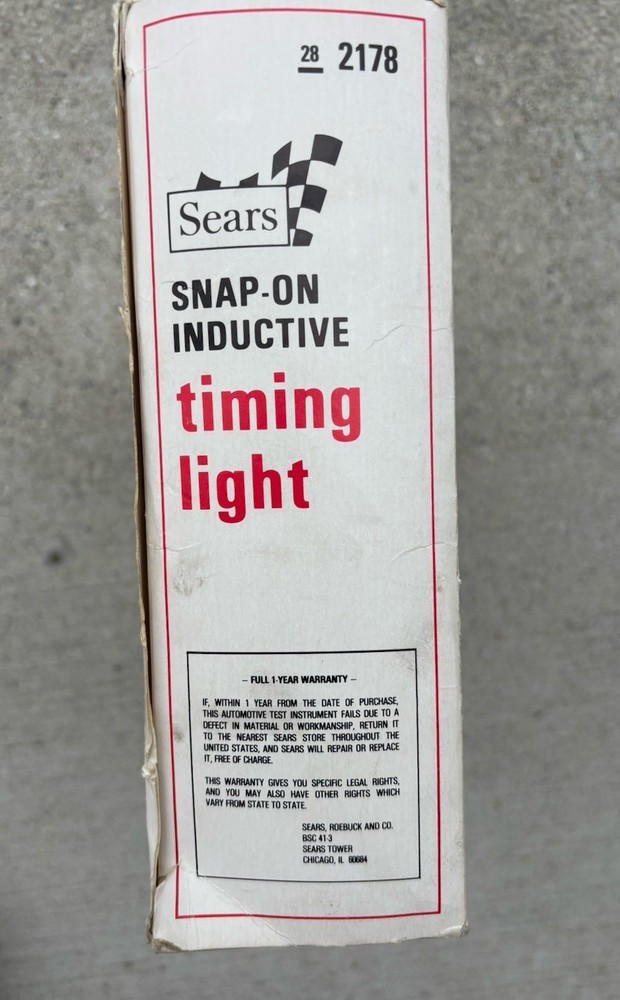 28 2178
Sears
SNAP-ON
INDUCTIVE
timing
light
– FULL 1-YEAR WARRANTY –
IF, WITHIN 1 YEAR FROM THE DATE OF PURCHASE,
THIS AUTOMOTIVE TEST INSTRUMENT FAILS DUE TO A
DEFECT IN MATERIAL OR WORKMANSHIP, RETURN IT
TO THE NEAREST SEARS STORE THROUGHOUT THE
UNITED STATES, AND SEARS WILL REPAIR OR REPLACE
IT, FREE OF CHARGE.
THIS WARRANTY GIVES YOU SPECIFIC LEGAL RIGHTS,
AND YOU MAY ALSO HAVE OTHER RIGHTS WHICH
VARY FROM STATE TO STATE.
SEARS, ROEBUCK AND CO.
BSC 41-3
SEARS TOWER
CHICAGO, IL 60684